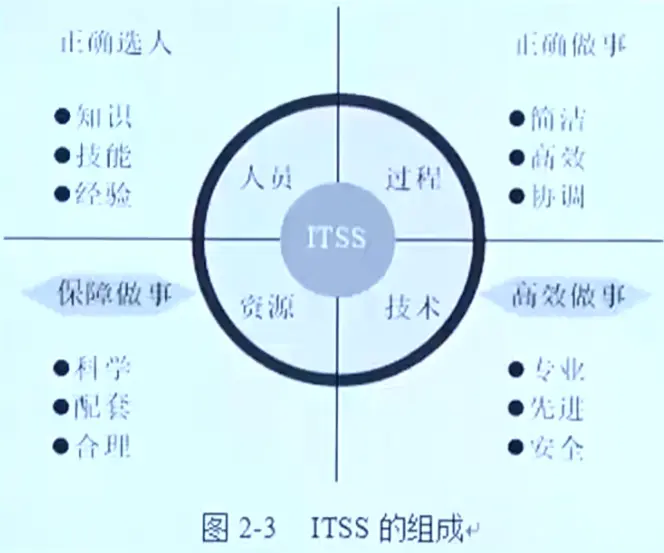 正确选人
正确做事
●知识
●技能
●经验
●简洁
●高效
●协调
人员
过程
ITSS
资源
技术
保障做事
高效做事
●科学
●配套
●合理
●专业
●先进
●安全
图 2-3 ITSS 的组成↵